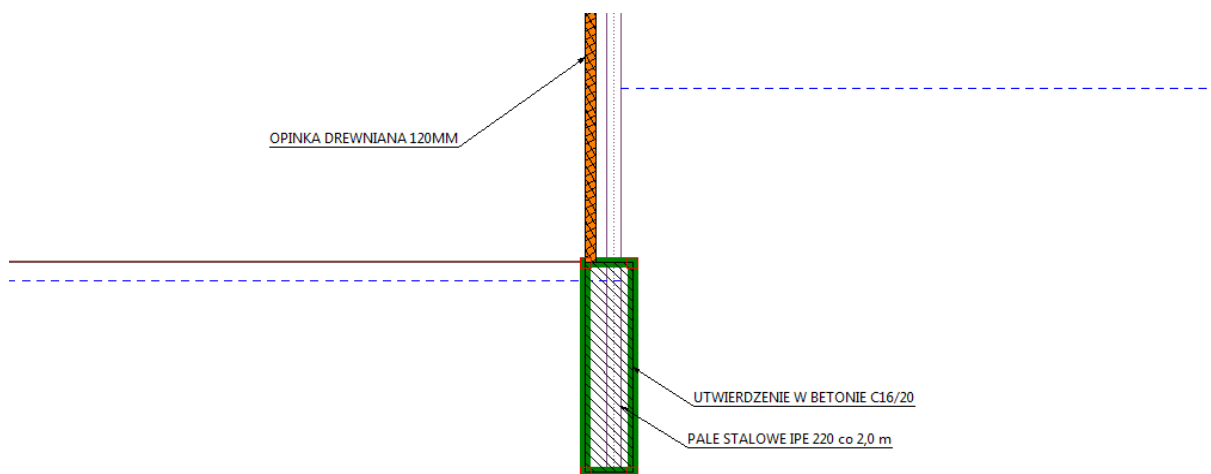 OPINKA DREWNIANA 120MM
UTWIERDZENIE W BETONIE C16/20
PALE STALOWE IPE 220 co 2,0 m